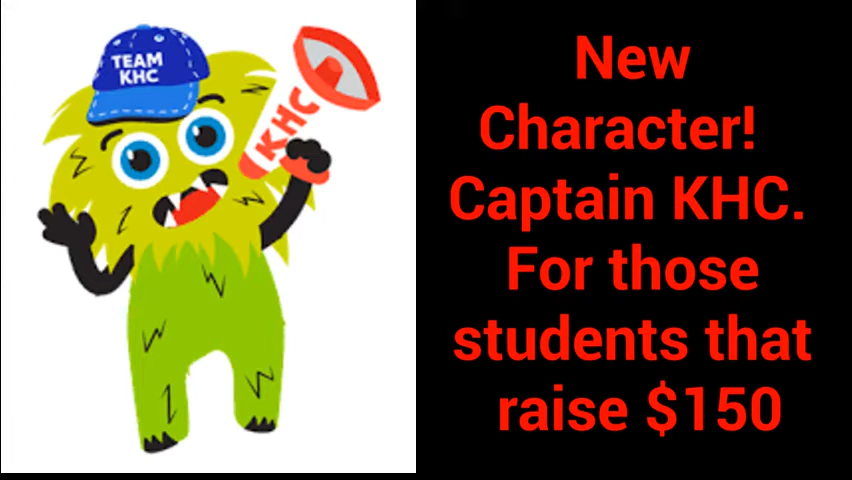 TEAM
KHC
KHC
New
Character!
Captain KHC.
For those
students that
raise $150